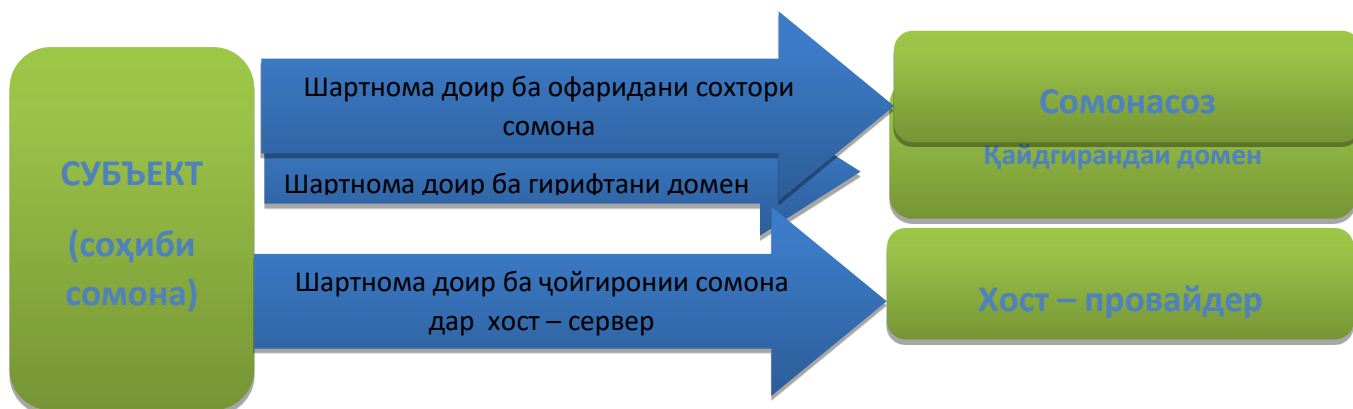 СУБЪЕКТ
(соҳиби
сомона)
Шартнома доир ба офаридани сохтори
сомона
Шартнома доир ба гирифтани домен
Шартнома доир ба ҷойгиронии сомона
дар хост – сервер
Сомонасоз
Қайдгирандаи домен
Хост – провайдер